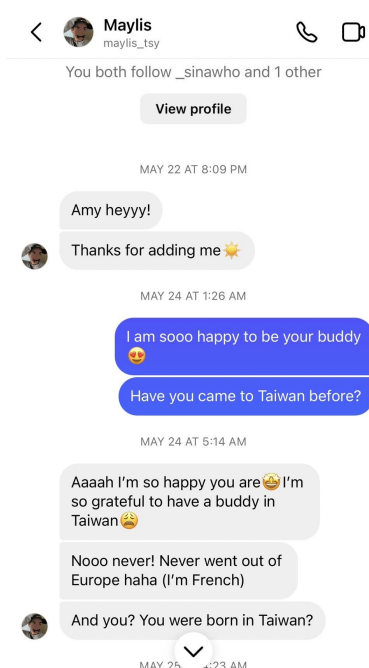 Maylis
maylis_tsy
You both follow _sinawho and 1 other
View profile
MAY 22 AT 8:09 PM
Amy heyyy!
Thanks for adding me☀️
MAY 24 AT 1:26 AM
I am sooo happy to be your buddy
😍
Have you came to Taiwan before?
MAY 24 AT 5:14 AM
Aaaah I'm so happy you are🤩I'm
so grateful to have a buddy in
Taiwan😩
Nooo never! Never went out of
Europe haha (I'm French)
And you? You were born in Taiwan?
MAY 25 :23 AM